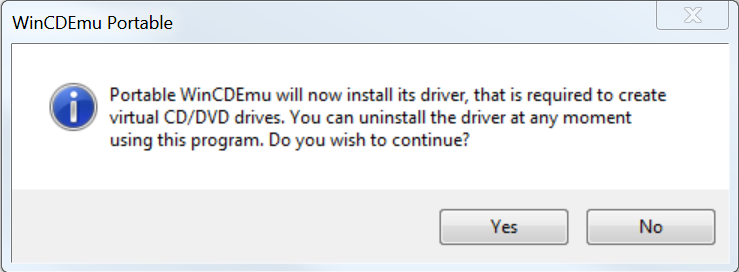 WinCDEmu Portable
Portable WinCDEmu will now install its driver, that is required to create
virtual CD/DVD drives. You can uninstall the driver at any moment
using this program. Do you wish to continue?
Yes No